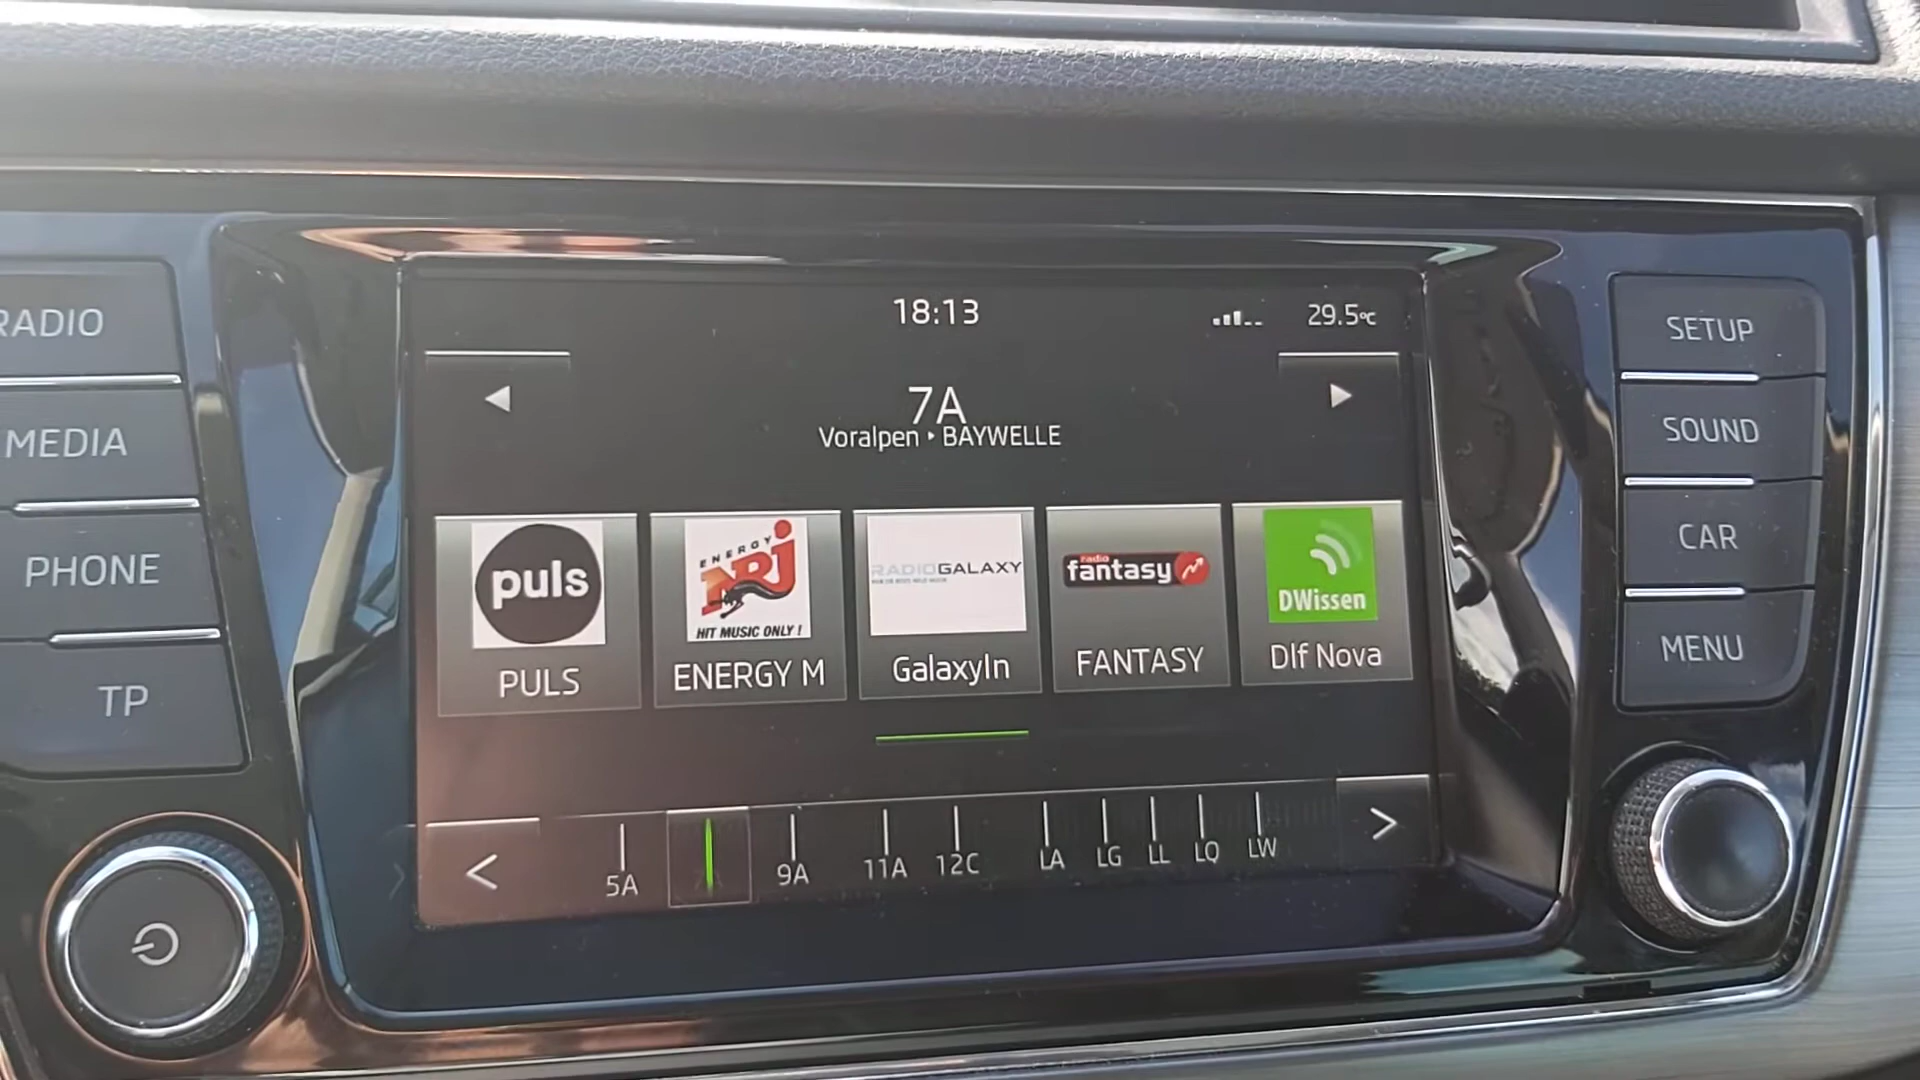 RADIO
MEDIA
PHONE
TP
18:13
29.5°C
7A
Voralpen ‣ BAYWELLE
puls
PULS
ENERGY
NRJ
HIT MUSIC ONLY !
ENERGY M
RADIOGALAXY
GalaxyIn
radio
fantasy
FANTASY
DWissen
Dlf Nova
5A
9A
11A
12C
LA
LG
LL
LQ
LW
SETUP
SOUND
CAR
MENU